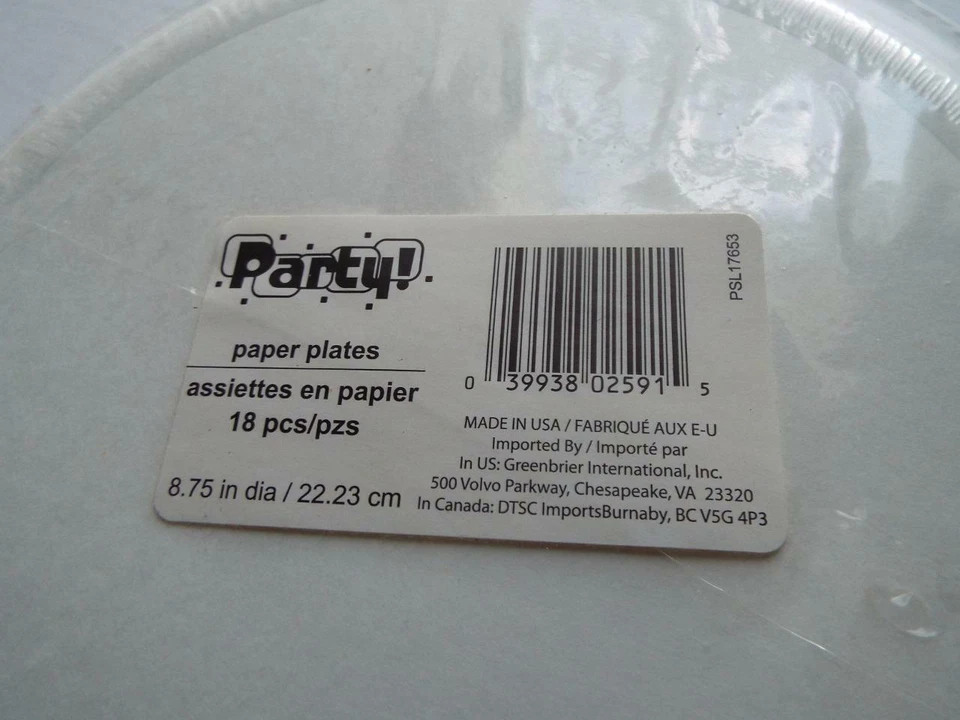 Party!
paper plates
assiettes en papier
18 pcs/pzs
8.75 in dia / 22.23 cm
PSL17653
0 39938 02591 5
MADE IN USA / FABRIQUÉ AUX E-U
Imported By / Importé par
In US: Greenbrier International, Inc.
500 Volvo Parkway, Chesapeake, VA 23320
In Canada: DTSC ImportsBurnaby, BC V5G 4P3